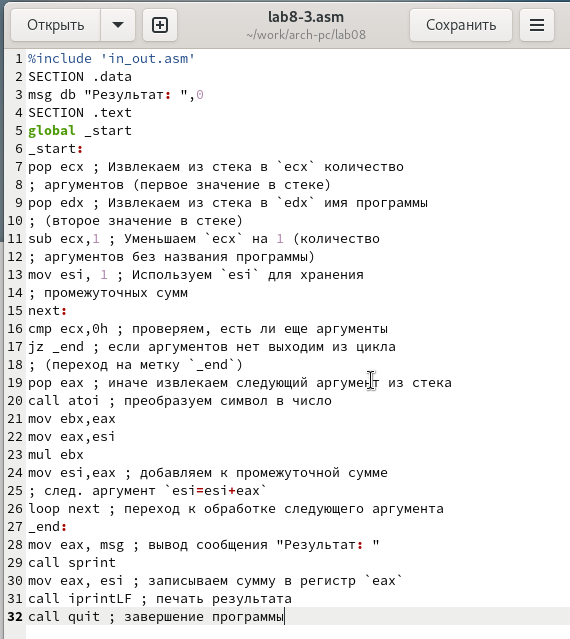 Открыть
lab8-3.asm
~/work/arch-pc/lab08
Сохранить
1 %include 'in_out.asm'
2 SECTION .data
3 msg db "Результат: ",0
4 SECTION .text
5 global _start
6 _start:
7 pop ecx ; Извлекаем из стека в `ecx` количество
8 ; аргументов (первое значение в стеке)
9 pop edx ; Извлекаем из стека в `edx` имя программы
10 ; (второе значение в стеке)
11 sub ecx,1 ; Уменьшаем `ecx` на 1 (количество
12 ; аргументов без названия программы)
13 mov esi, 1 ; Используем `esi` для хранения
14 ; промежуточных сумм
15 next:
16 cmp ecx,0h ; проверяем, есть ли еще аргументы
17 jz _end ; если аргументов нет выходим из цикла
18 ; (переход на метку `_end`)
19 pop eax ; иначе извлекаем следующий аргумент из стека
20 call atoi ; преобразуем символ в число
21 mov ebx,eax
22 mov eax,esi
23 mul ebx
24 mov esi,eax ; добавляем к промежуточной сумме
25 ; след. аргумент `esi=esi+eax`
26 loop next ; переход к обработке следующего аргумента
27 _end:
28 mov eax, msg ; вывод сообщения "Результат: "
29 call sprint
30 mov eax, esi ; записываем сумму в регистр `eax`
31 call iprintLF ; печать результата
32 call quit ; завершение программы